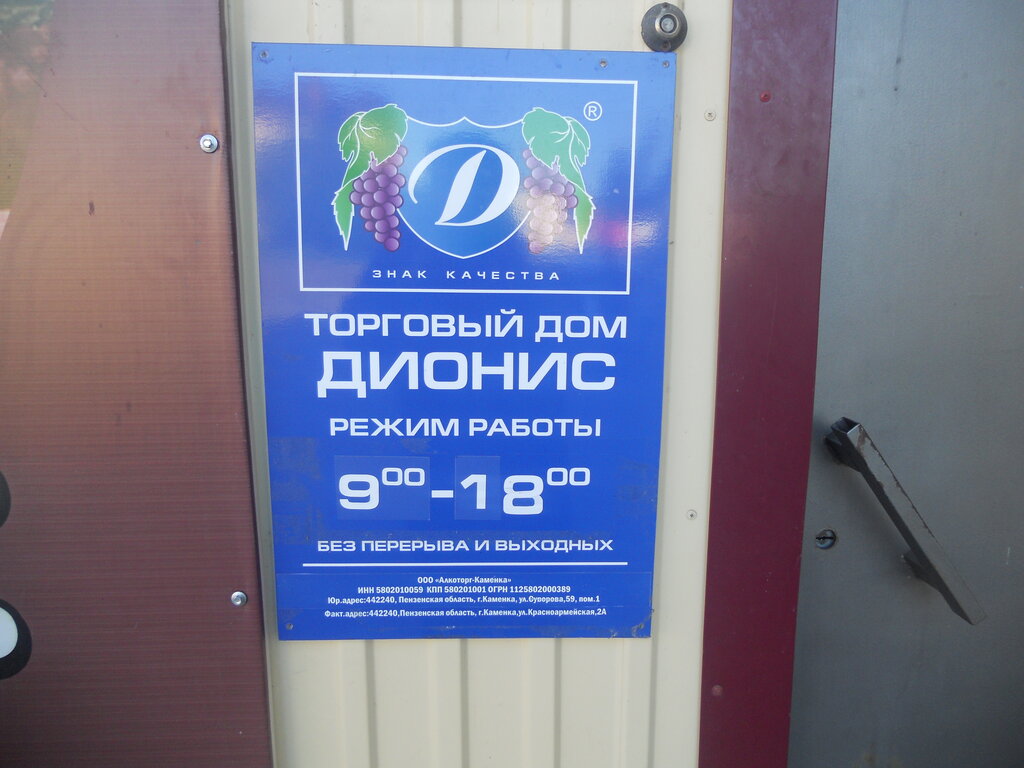 ®
Д
ЗНАК КАЧЕСТВА
ТОРГОВЫЙ ДОМ
ДИОНИС
РЕЖИМ РАБОТЫ
9⁰⁰-18⁰⁰
БЕЗ ПЕРЕРЫВА И ВЫХОДНЫХ
ООО «Алкоторг-Каменка»
ИНН 5802010059 КПП 580201001 ОГРН 1125802000389
Юр.адрес:442240, Пензенская область, г.Каменка, ул.Суворова,59, пом.1
Факт.адрес:442240,Пензенская область, г.Каменка,ул.Красноармейская,2А